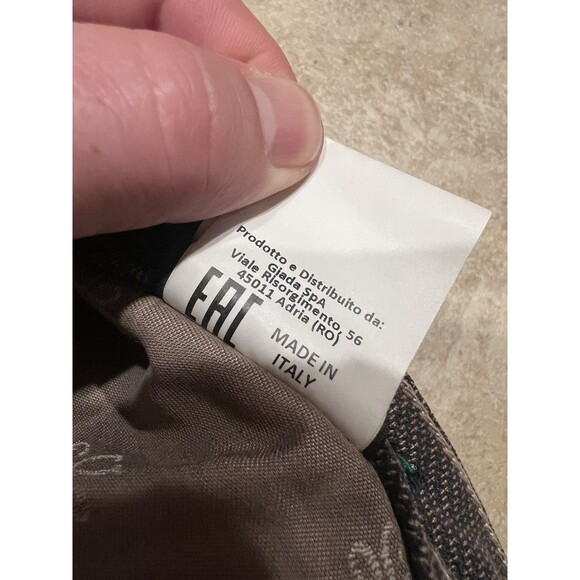 Prodotto e Distribuito da:
Giada SpA
Viale Risorgimento, 56
45011 Adria (RO)
EAC
MADE IN
ITALY